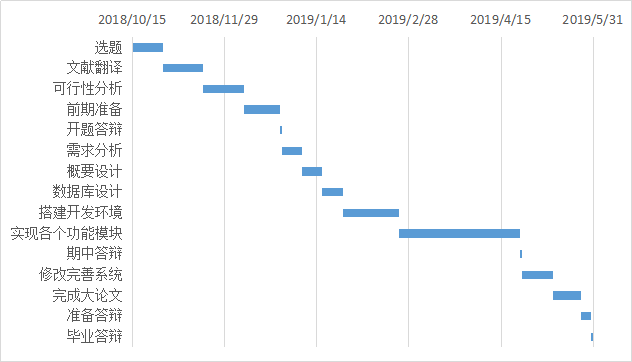 2018/10/15 2018/11/29 2019/1/14 2019/2/28 2019/4/15 2019/5/31
选题
文献翻译
可行性分析
前期准备
开题答辩
需求分析
概要设计
数据库设计
搭建开发环境
实现各个功能模块
期中答辩
修改完善系统
完成大论文
准备答辩
毕业答辩